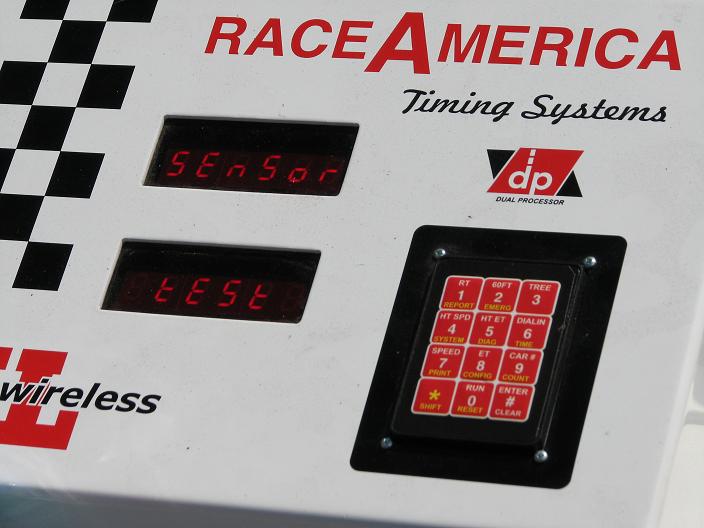 RACEAMERICA
Timing Systems
SEnSor
dp
DUAL PROCESSOR
tESt
wireless
RT 60FT TREE
1 2 3
REPORT EMERG
HT SPD HT ET DIALIN
4 5 6
SYSTEM DIAG TIME
SPEED ET CAR #
7 8 9
PRINT CONFIG COUNT
* RUN ENTER
0 #
SHIFT RESET CLEAR